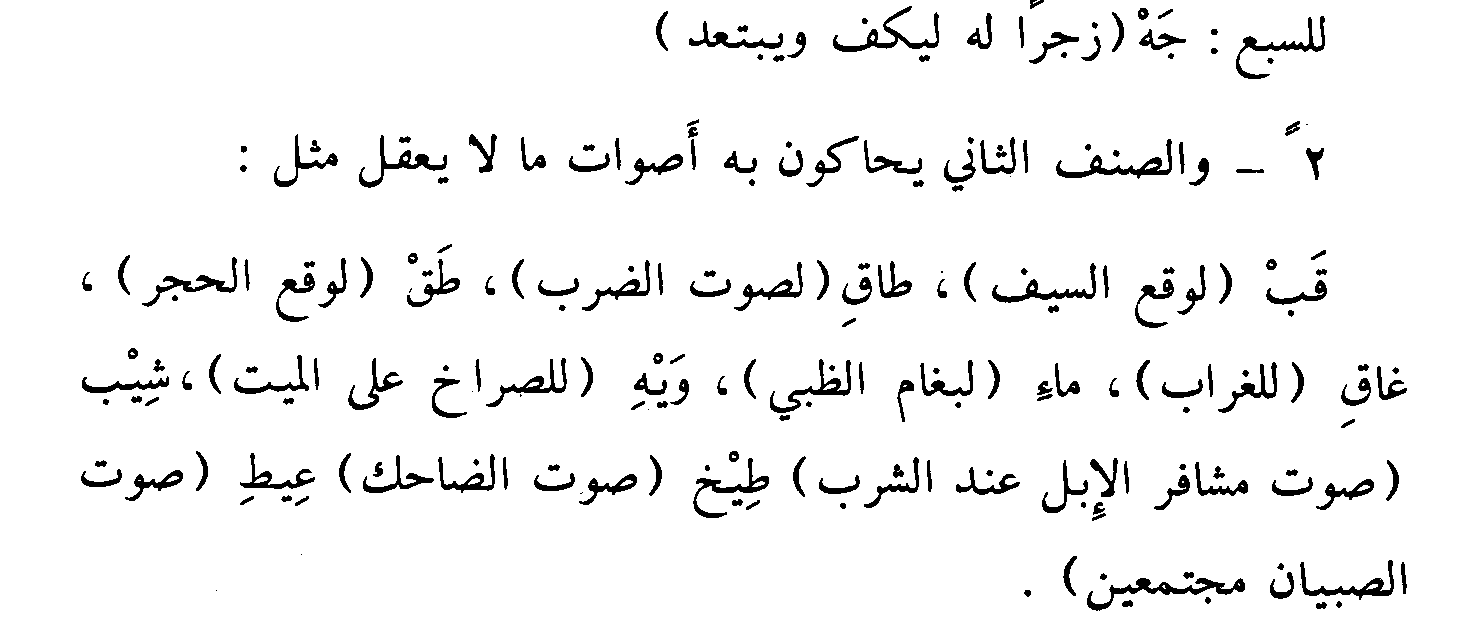 للسبع : جَهْ (زجراً له ليكف ويبتعد )
٢ً – والصنف الثاني يحاكون به أَصوات ما لا يعقل مثل :
قَبْ (لوقع السيف )، طاقِ (لصوت الضرب)، طَقْ (لوقع الحجر) ،
غاقِ (للغراب)، ماءِ (لبغام الظبي)، وَيْهِ (للصراخ على الميت)، شِيْب
(صوت مشافر الإِبل عند الشرب) طِيْخ (صوت الضاحك) عِيطِ (صوت
الصبيان مجتمعين) .